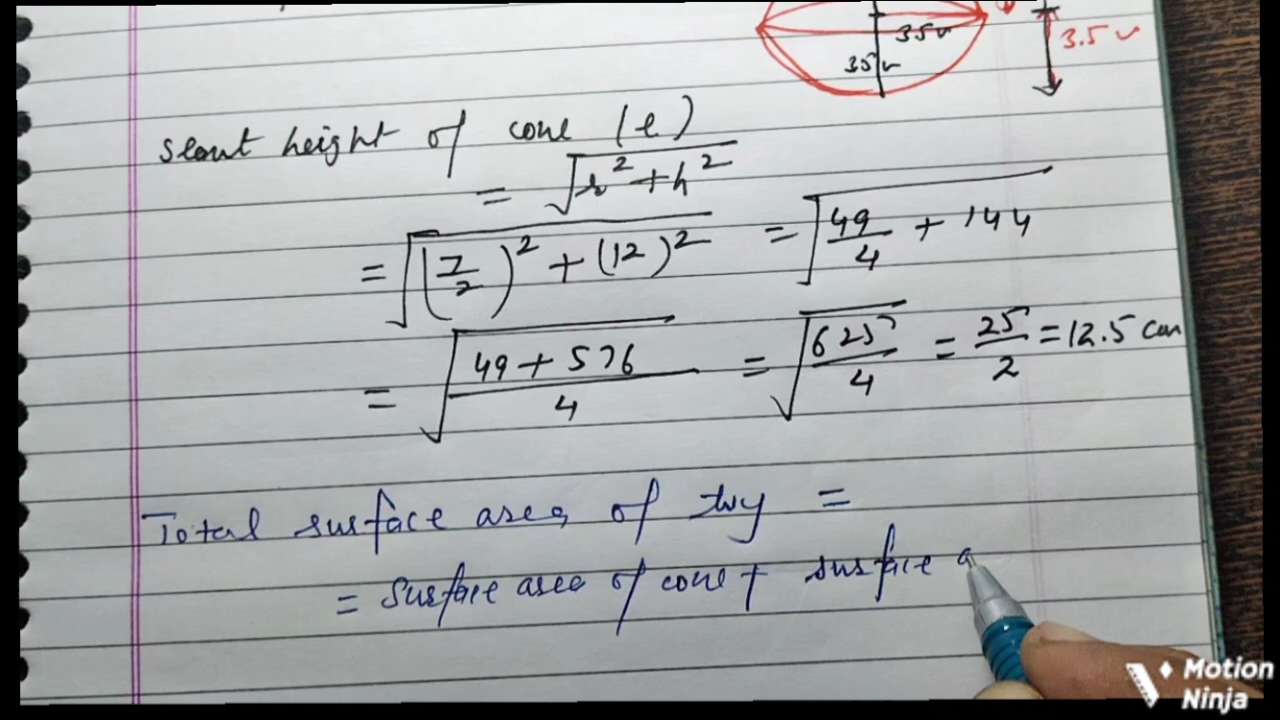 3.5
35
3.5
Slant height of cone (l)
= √r² + h²
= √(7/2)² + (12)² = √49/4 + 144
= √49 + 576/4 = √625/4 = 25/2 = 12.5 cm
Total surface area of toy =
= Surface area of cone + surface a
Motion
Ninja